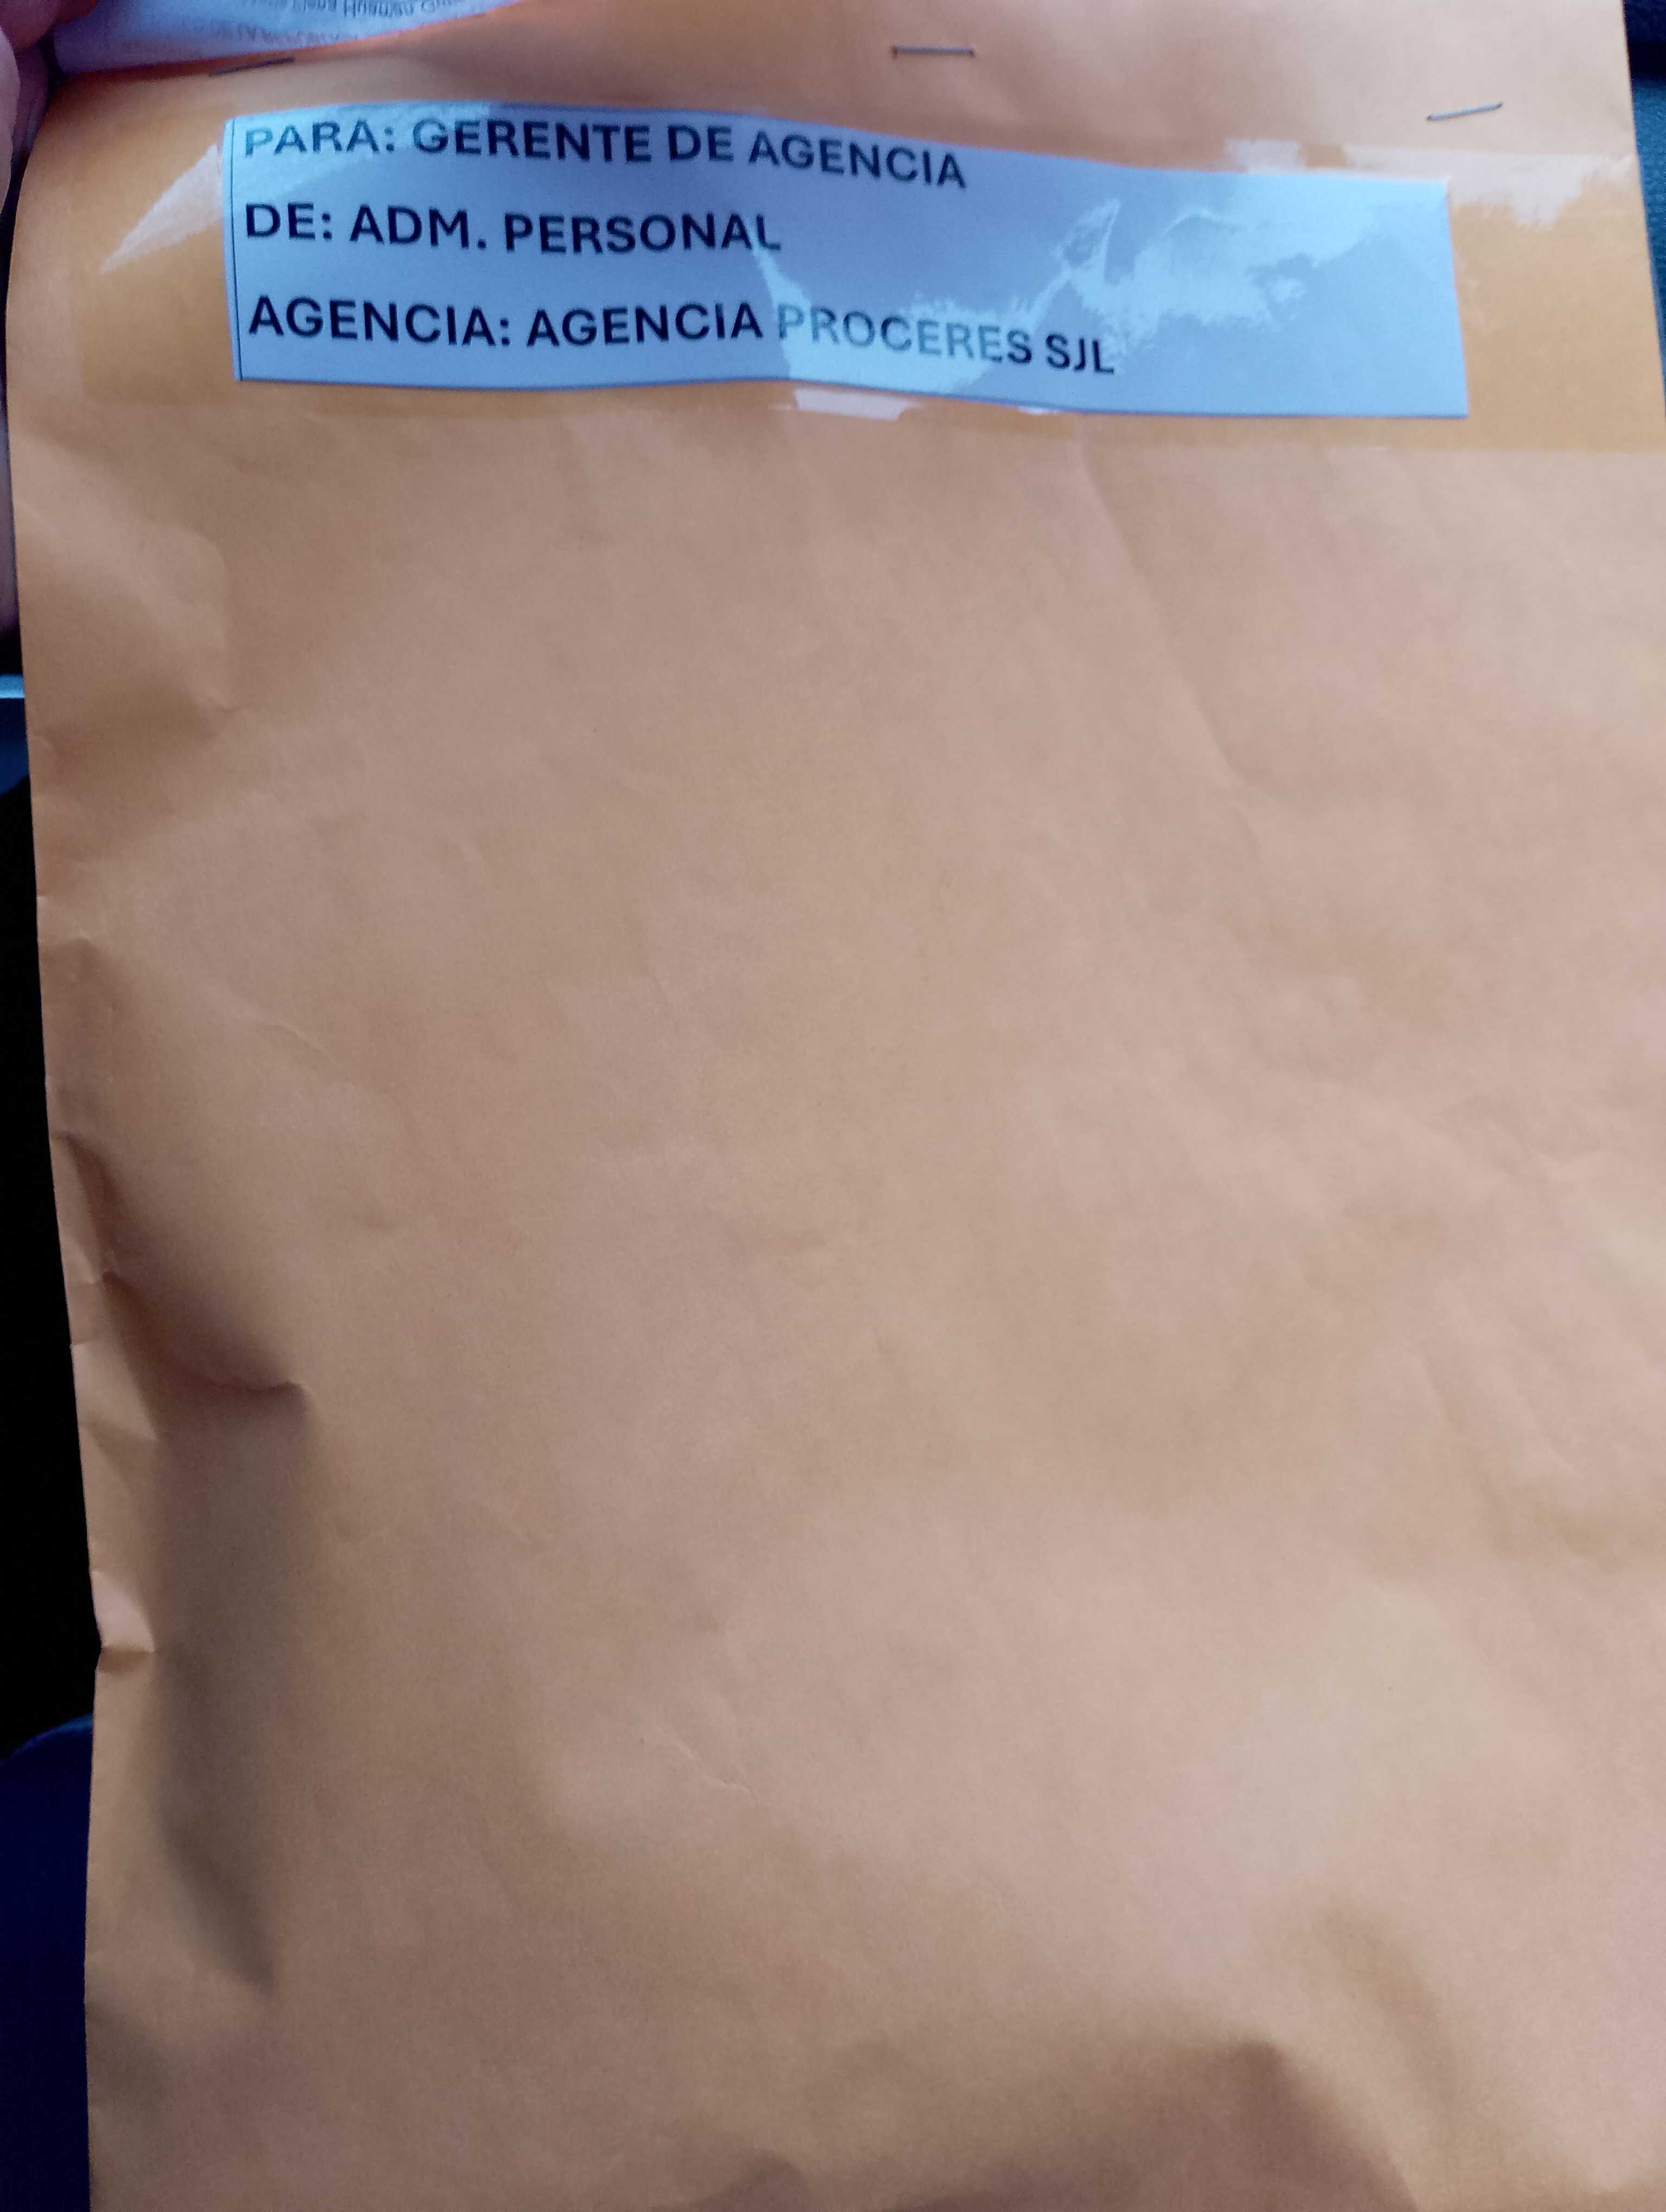 PARA: GERENTE DE AGENCIA
DE: ADM. PERSONAL
AGENCIA: AGENCIA PROCERES SJL